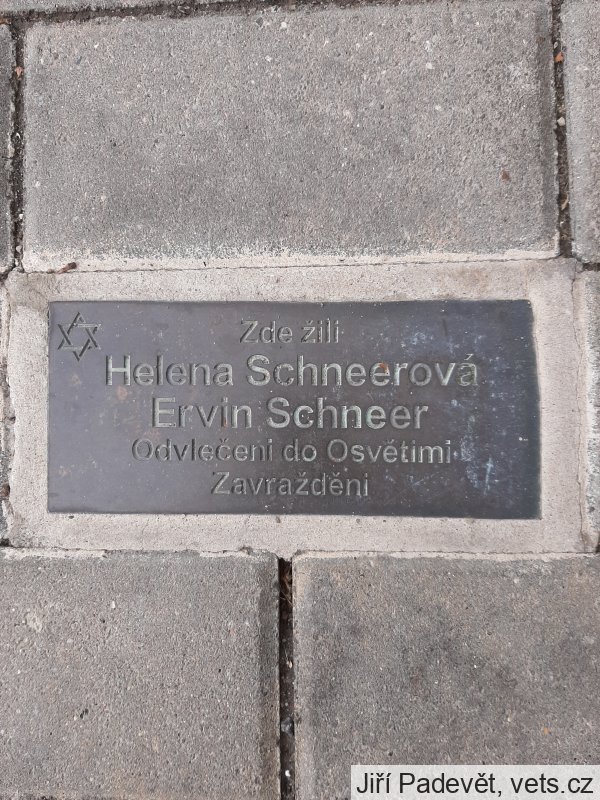 Zde žili
Helena Schneerová
Ervin Schneer
Odvlečeni do Osvětimi
Zavražděni
Jiří Padevět, vets.cz